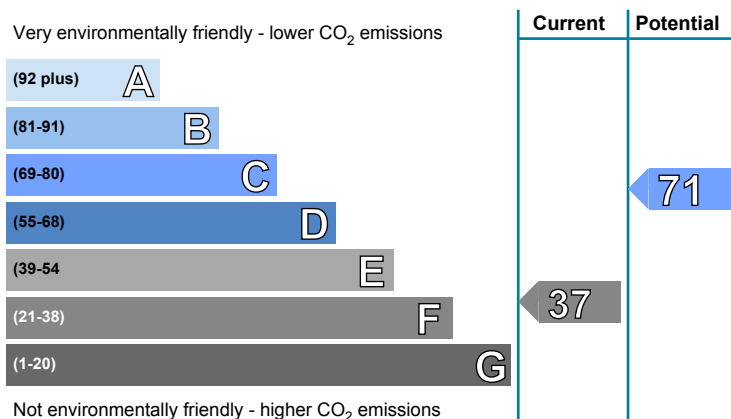 Very environmentally friendly - lower CO2 emissions
Current
Potential
(92 plus) A
(81-91) B
(69-80) C
71
(55-68) D
(39-54 E
(21-38) F
37
(1-20) G
Not environmentally friendly - higher CO2 emissions